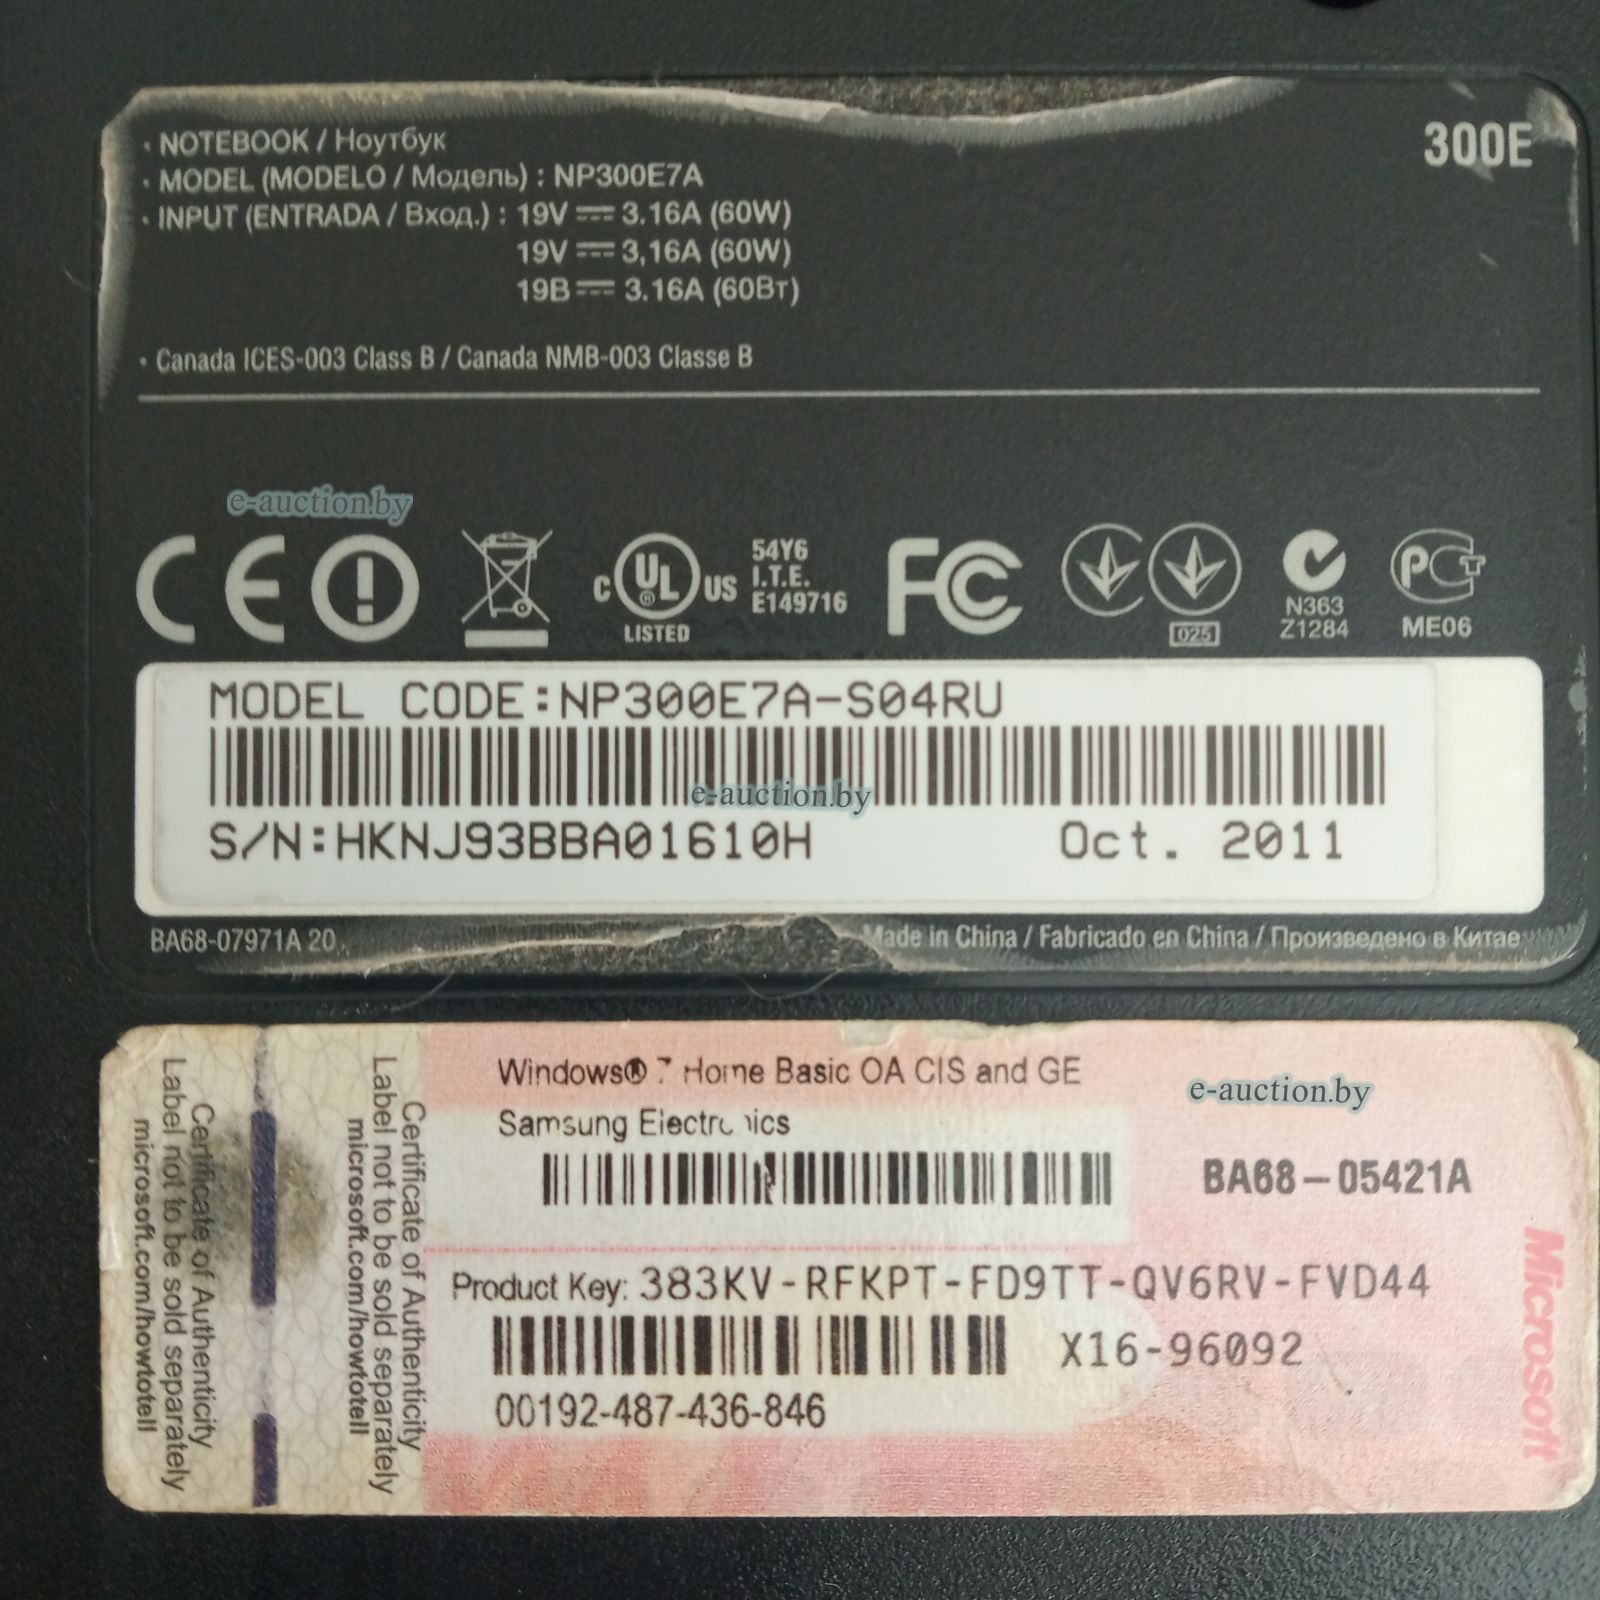 · NOTEBOOK / Ноутбук
300E
· MODEL (MODELO / Модель) : NP300E7A
· INPUT (ENTRADA / Вход.) : 19V 3.16A (60W)
19V 3,16A (60W)
19В 3.16А (60Вт)
· Canada ICES-003 Class B / Canada NMB-003 Classe B
e-auction.by
CE
C UL US
LISTED
54Y6
I.T.E.
E149716
FC
025
N363
Z1284
PCT
ME06
MODEL CODE:NP300E7A-S04RU
e-auction.by
S/N:HKNJ93BBA01610H Oct. 2011
BA68-07971A 20
Made in China / Fabricado en China / Произведено в Китае
Certificate of Authenticity
Label not to be sold separately
microsoft.com/howtotell
Certificate of Authenticity
Label not to be sold separately
microsoft.com/howtotell
Windows® 7 Home Basic OA CIS and GE
e-auction.by
Samsung Electronics
BA68-05421A
Product Key: 383KV-RFKPT-FD9TT-QV6RV-FVD44
X16-96092
00192-487-436-846
Microsoft